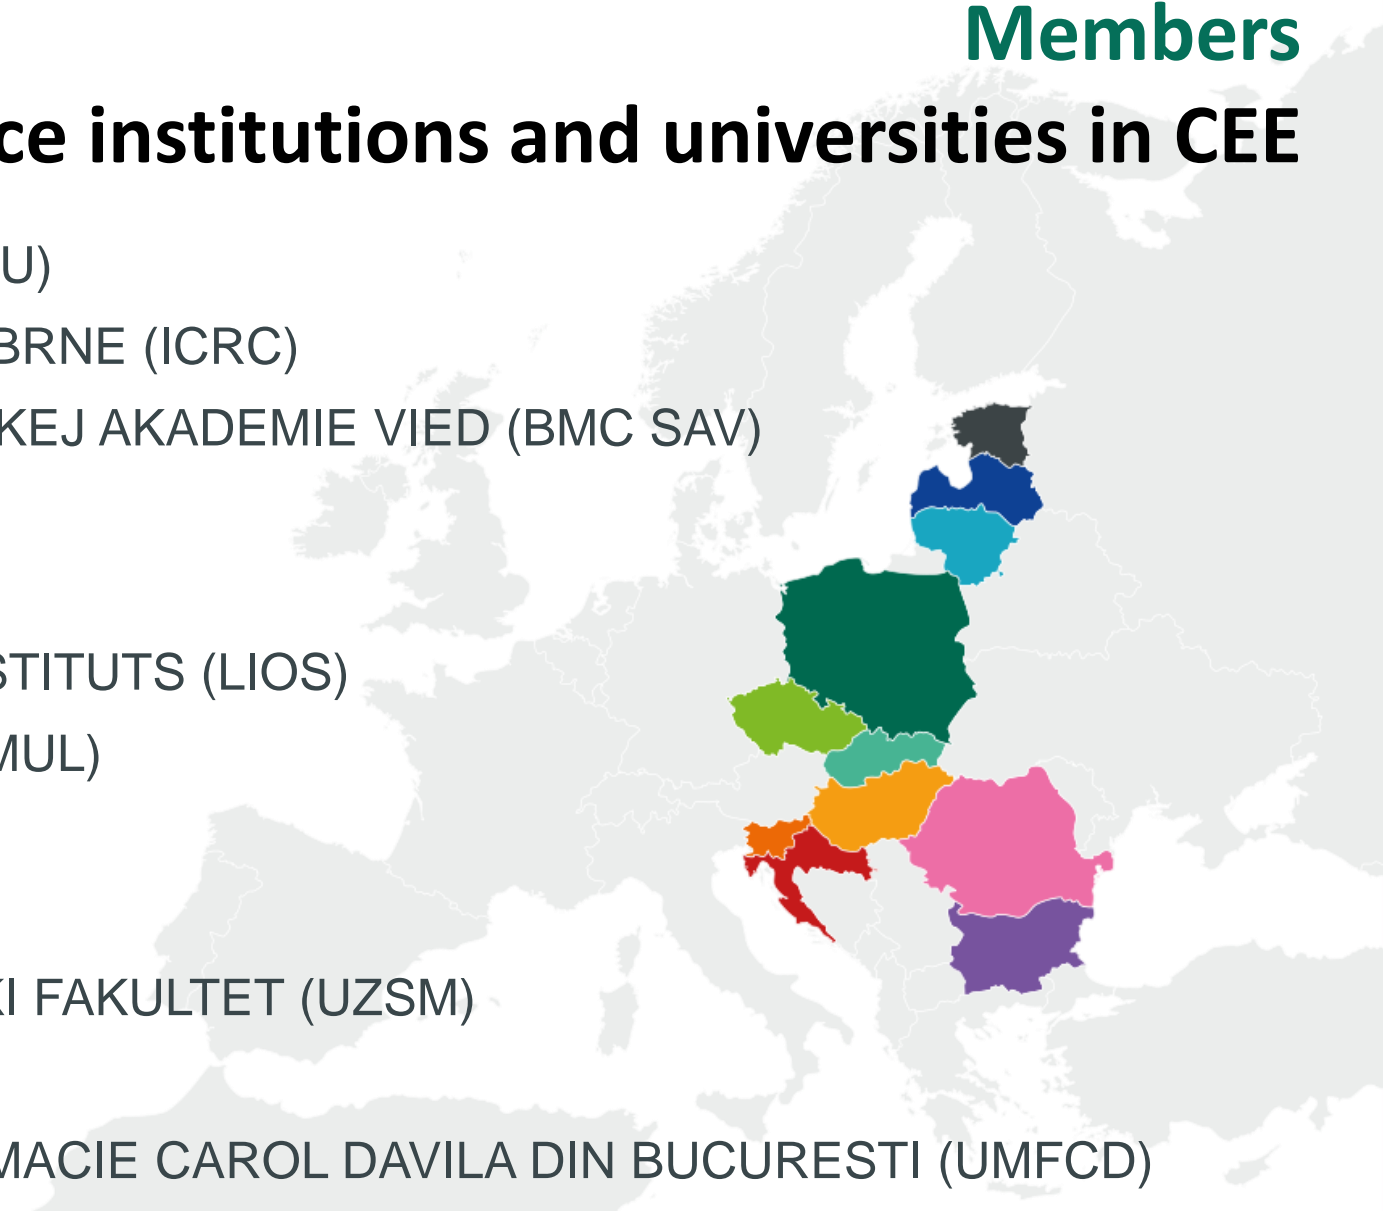 Members
ce institutions and universities in CEE
U)
BRNE (ICRC)
KEJ AKADEMIE VIED (BMC SAV)
STITUTS (LIOS)
MUL)
KI FAKULTET (UZSM)
MACIE CAROL DAVILA DIN BUCURESTI (UMFCD)